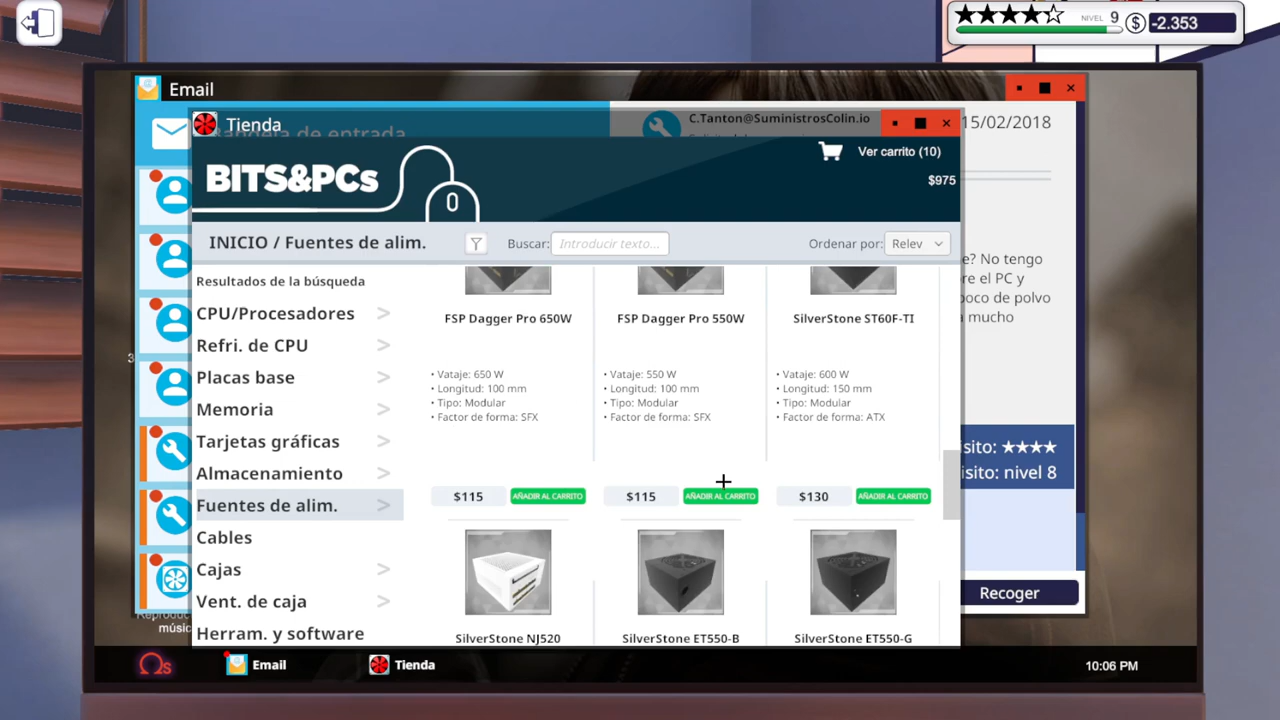 NIVEL 9
$ -2.353
Email
Bandeja de entrada
C.Tanton@SuministrosColin.io
15/02/2018
Tienda
BITS&PCs
Ver carrito (10)
$975
INICIO / Fuentes de alim.
Buscar: Introducir texto...
Ordenar por: Relev
Resultados de la búsqueda
CPU/Procesadores >
Refri. de CPU >
Placas base >
Memoria >
Tarjetas gráficas >
Almacenamiento >
Fuentes de alim. >
Cables
Cajas >
Vent. de caja >
Herram. y software
FSP Dagger Pro 650W
• Vataje: 650 W
• Longitud: 100 mm
• Tipo: Modular
• Factor de forma: SFX
$115 AÑADIR AL CARRITO
FSP Dagger Pro 550W
• Vataje: 550 W
• Longitud: 100 mm
• Tipo: Modular
• Factor de forma: SFX
$115 AÑADIR AL CARRITO
SilverStone ST60F-TI
• Vataje: 600 W
• Longitud: 150 mm
• Tipo: Modular
• Factor de forma: ATX
$130 AÑADIR AL CARRITO
SilverStone NJ520
SilverStone ET550-B
SilverStone ET550-G
e? No tengo
re el PC y
poco de polvo
a mucho
isito: ★★★★
isito: nivel 8
Recoger
3
Reproduc
músic
Ωs
Email
Tienda
10:06 PM